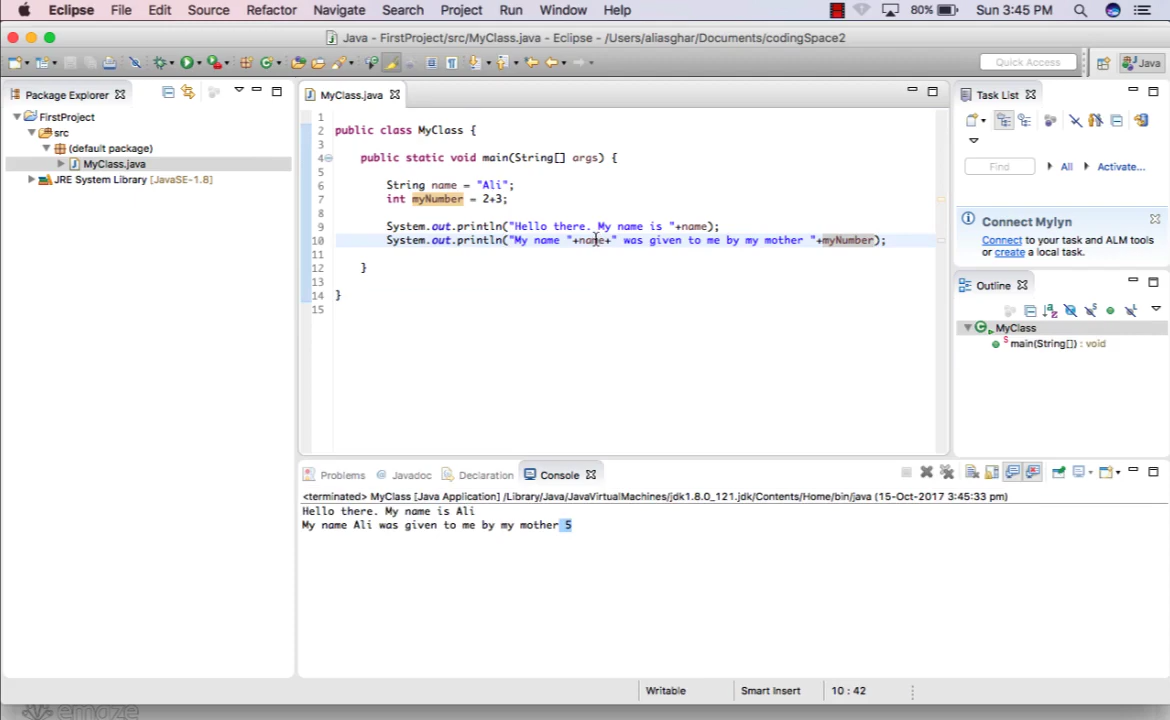 Eclipse File Edit Source Refactor Navigate Search Project Run Window Help 80% Sun 3:45 PM
Java - FirstProject/src/MyClass.java - Eclipse - /Users/aliasghar/Documents/codingSpace2
Quick Access Java
Package Explorer
FirstProject
src
(default package)
MyClass.java
JRE System Library [JavaSE-1.8]
MyClass.java
1
2 public class MyClass {
3
4 public static void main(String[] args) {
5
6 String name = "Ali";
7 int myNumber = 2+3;
8
9 System.out.println("Hello there. My name is "+name);
10 System.out.println("My name "+name+" was given to me by my mother "+myNumber);
11
12 }
13
14 }
15
Task List
Find All Activate...
Connect Mylyn
Connect to your task and ALM tools
or create a local task.
Outline
MyClass
main(String[]) : void
Problems Javadoc Declaration Console
<terminated> MyClass [Java Application] /Library/Java/JavaVirtualMachines/jdk1.8.0_121.jdk/Contents/Home/bin/java (15-Oct-2017 3:45:33 pm)
Hello there. My name is Ali
My name Ali was given to me by my mother 5
Writable Smart Insert 10 : 42
emaze